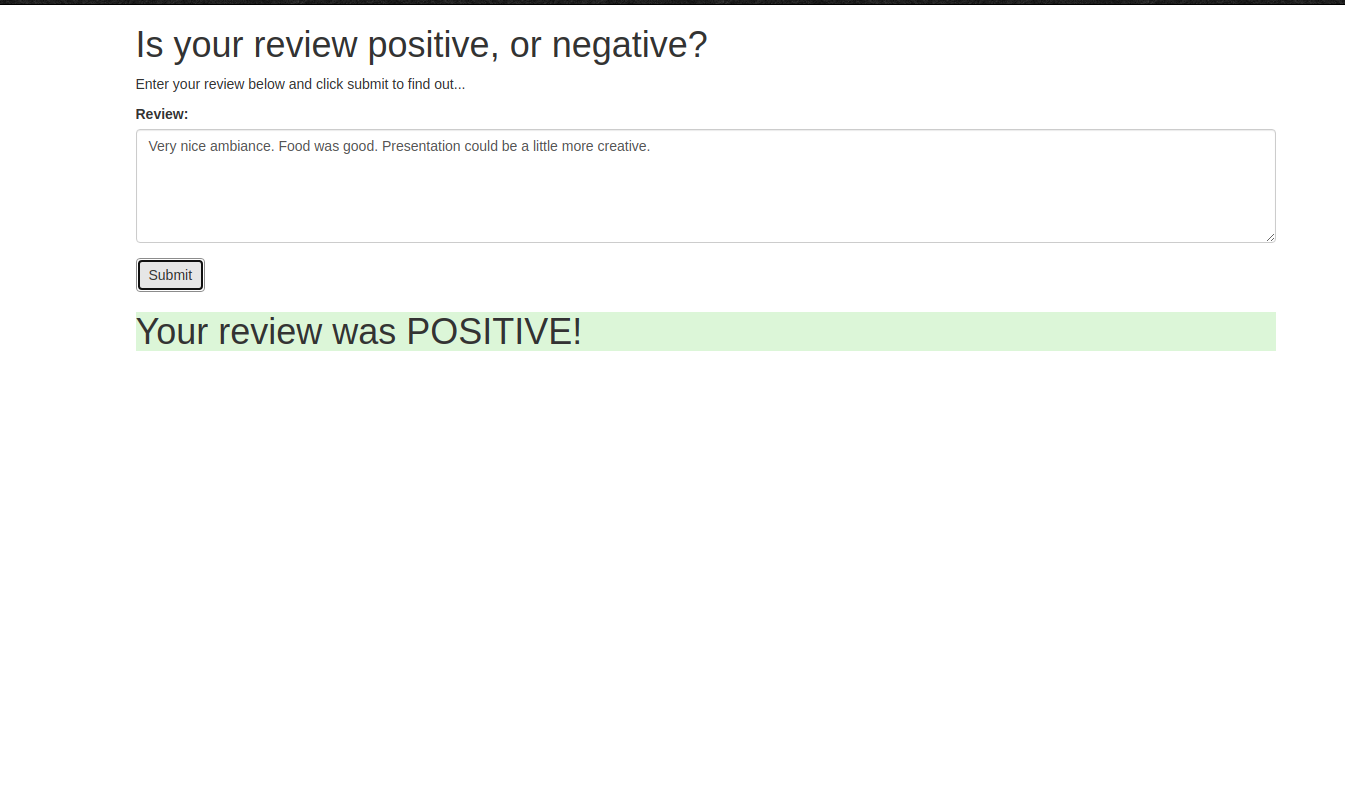 Is your review positive, or negative?
Enter your review below and click submit to find out...
Review:
Very nice ambiance. Food was good. Presentation could be a little more creative.
Submit
Your review was POSITIVE!